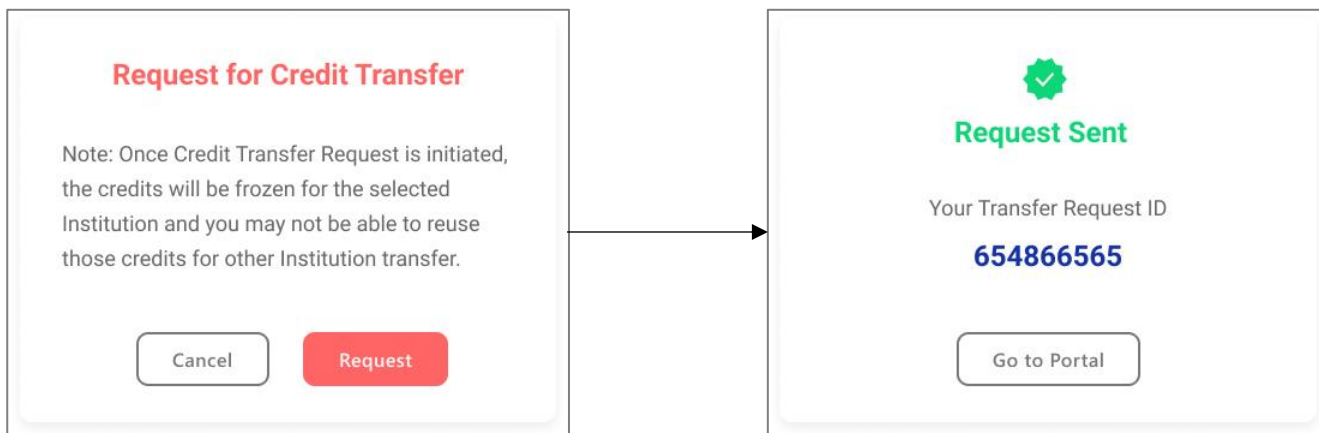 Request for Credit Transfer
Note: Once Credit Transfer Request is initiated,
the credits will be frozen for the selected
Institution and you may not be able to reuse
those credits for other Institution transfer.
Cancel
Request
Request Sent
Your Transfer Request ID
654866565
Go to Portal